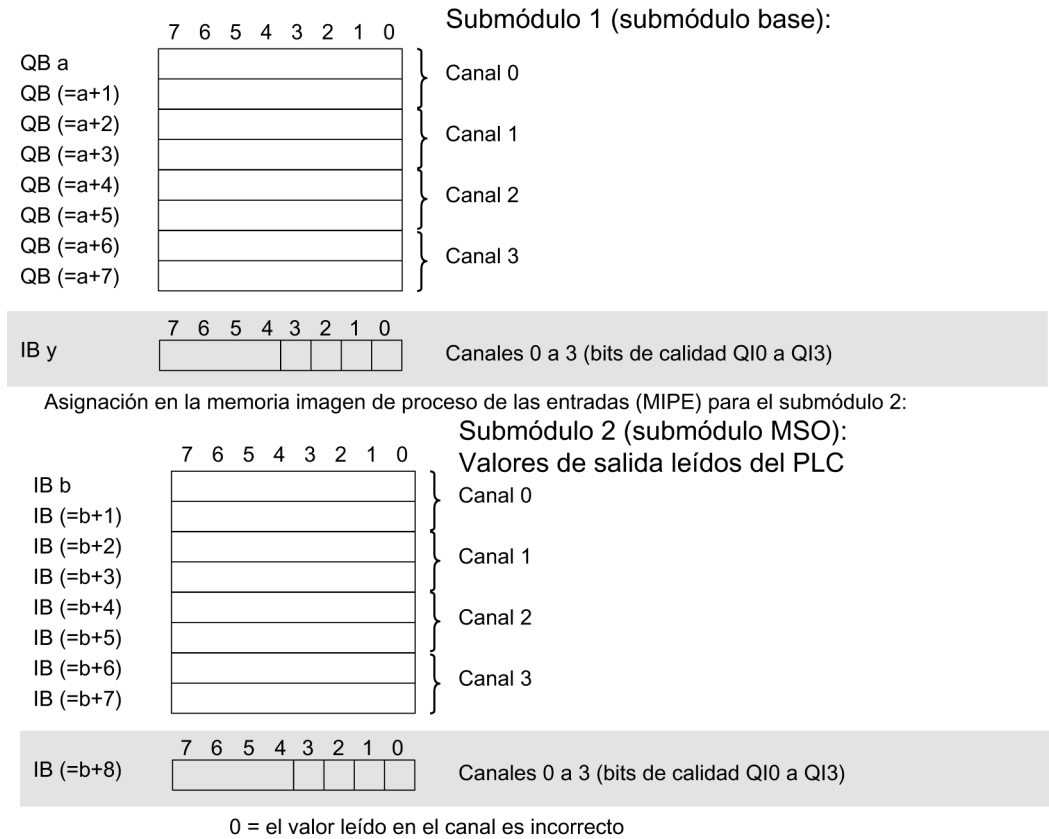 Submódulo 1 (submódulo base):
7 6 5 4 3 2 1 0
QB a
QB (=a+1)
Canal 0
QB (=a+2)
QB (=a+3)
Canal 1
QB (=a+4)
QB (=a+5)
Canal 2
QB (=a+6)
QB (=a+7)
Canal 3
7 6 5 4 3 2 1 0
IB y
Canales 0 a 3 (bits de calidad QI0 a QI3)
Asignación en la memoria imagen de proceso de las entradas (MIPE) para el submódulo 2:
Submódulo 2 (submódulo MSO):
Valores de salida leídos del PLC
7 6 5 4 3 2 1 0
IB b
IB (=b+1)
Canal 0
IB (=b+2)
IB (=b+3)
Canal 1
IB (=b+4)
IB (=b+5)
Canal 2
IB (=b+6)
IB (=b+7)
Canal 3
7 6 5 4 3 2 1 0
IB (=b+8)
Canales 0 a 3 (bits de calidad QI0 a QI3)
0 = el valor leído en el canal es incorrecto